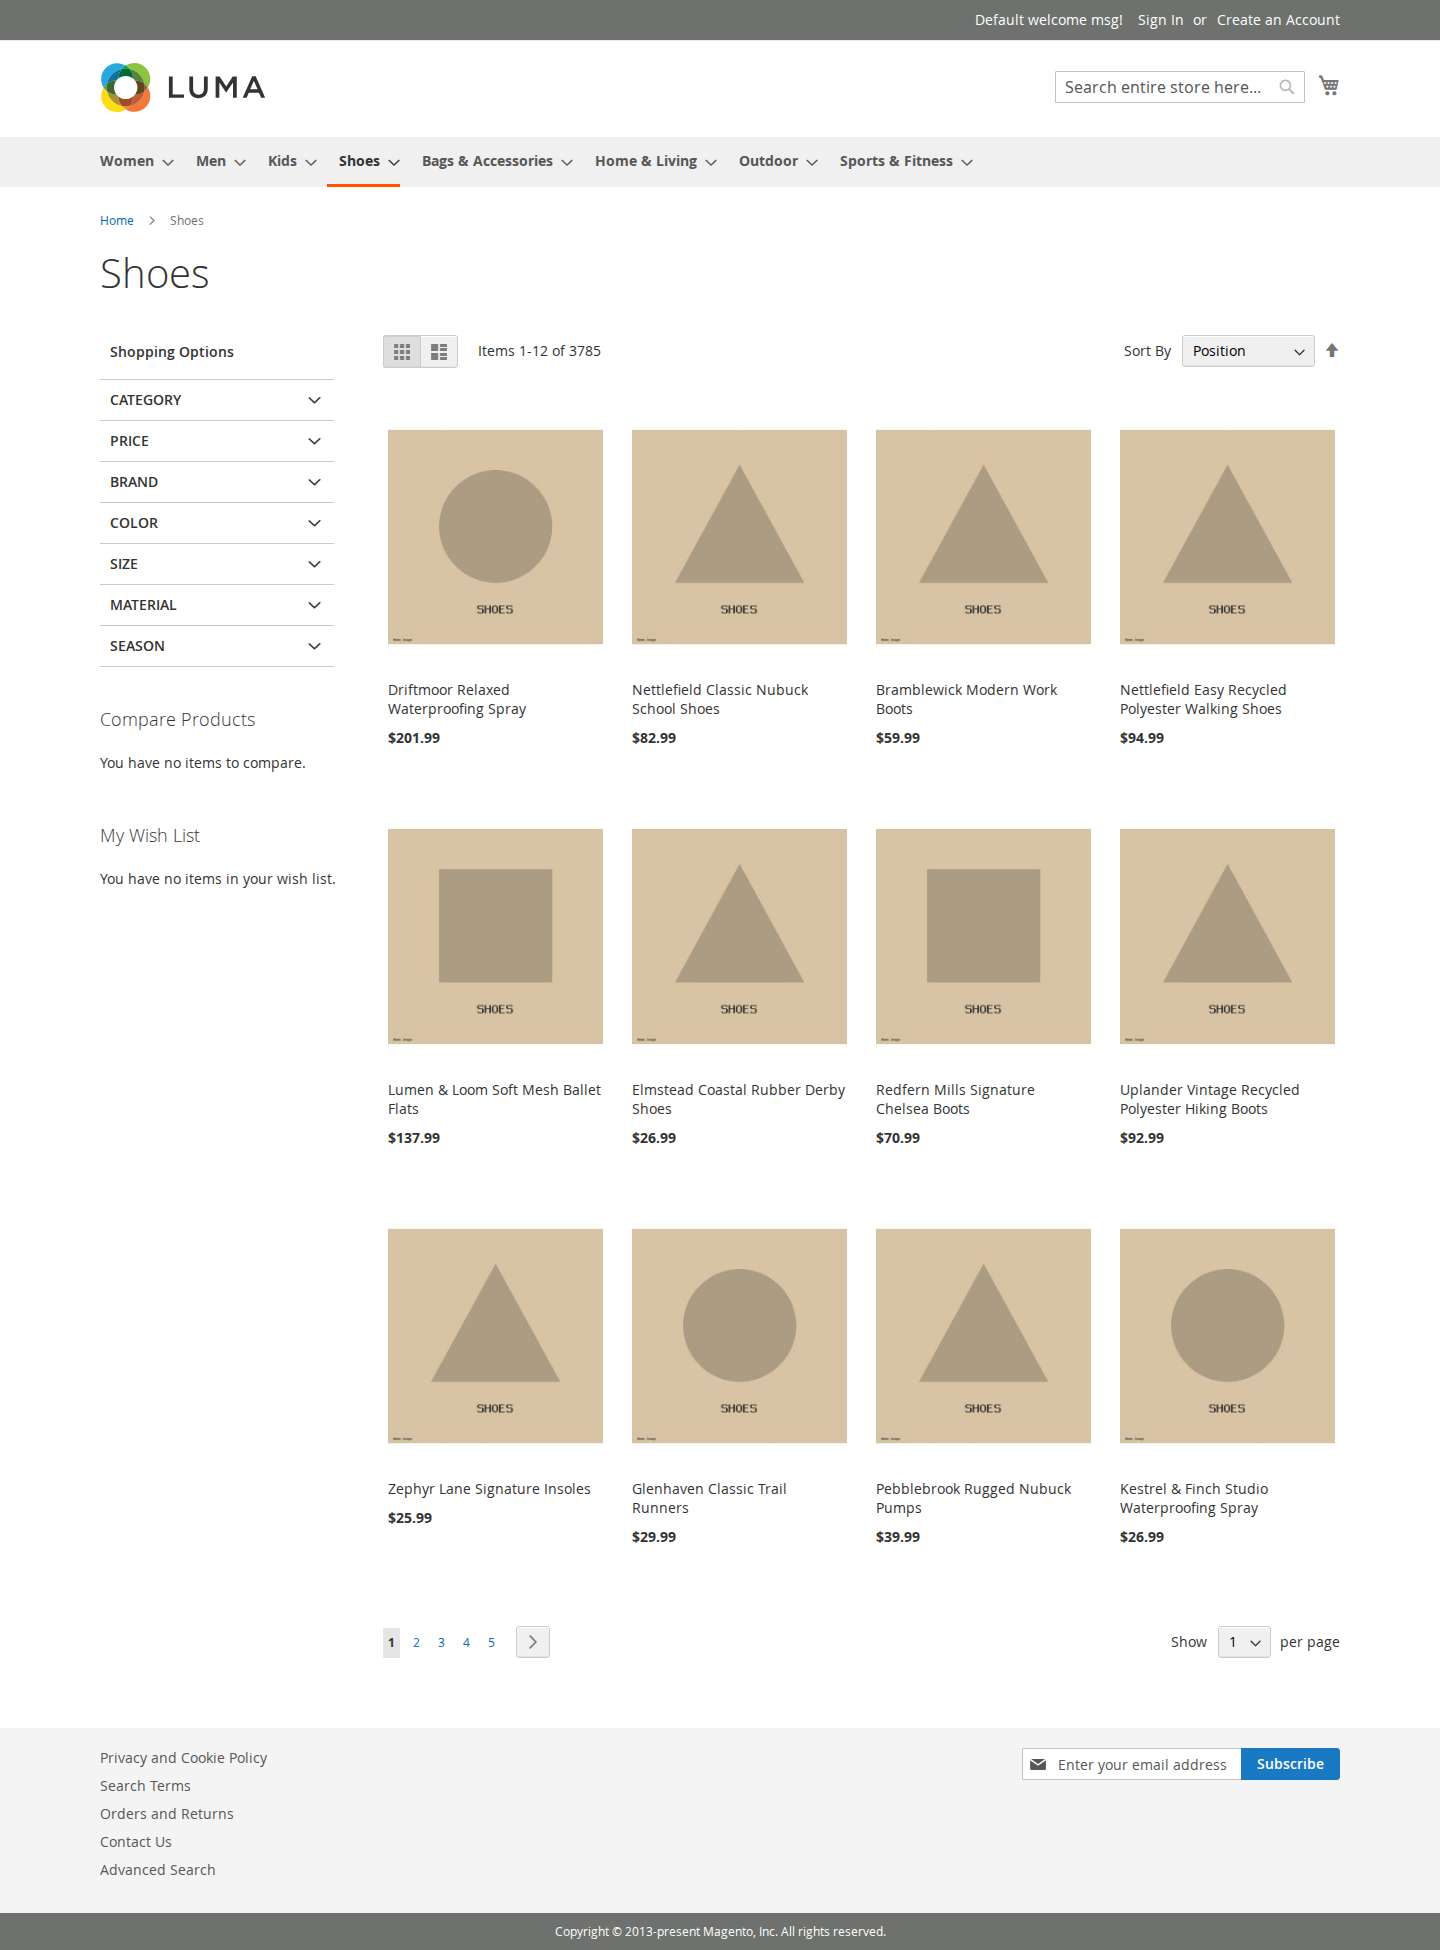 Default welcome msg! Sign In or Create an Account
LUMA
Search entire store here...
Women Men Kids Shoes Bags & Accessories Home & Living Outdoor Sports & Fitness
Home Shoes
Shoes
Shopping Options
CATEGORY
PRICE
BRAND
COLOR
SIZE
MATERIAL
SEASON
Compare Products
You have no items to compare.
My Wish List
You have no items in your wish list.
Items 1-12 of 3785
Sort By Position
SHOES SHOES SHOES SHOES
Driftmoor Relaxed
Waterproofing Spray
$201.99
Nettlefield Classic Nubuck
School Shoes
$82.99
Bramblewick Modern Work
Boots
$59.99
Nettlefield Easy Recycled
Polyester Walking Shoes
$94.99
SHOES SHOES SHOES SHOES
Lumen & Loom Soft Mesh Ballet
Flats
$137.99
Elmstead Coastal Rubber Derby
Shoes
$26.99
Redfern Mills Signature
Chelsea Boots
$70.99
Uplander Vintage Recycled
Polyester Hiking Boots
$92.99
SHOES SHOES SHOES SHOES
Zephyr Lane Signature Insoles
$25.99
Glenhaven Classic Trail
Runners
$29.99
Pebblebrook Rugged Nubuck
Pumps
$39.99
Kestrel & Finch Studio
Waterproofing Spray
$26.99
1 2 3 4 5
Show 1 per page
Privacy and Cookie Policy
Search Terms
Orders and Returns
Contact Us
Advanced Search
Enter your email address Subscribe
Copyright © 2013-present Magento, Inc. All rights reserved.